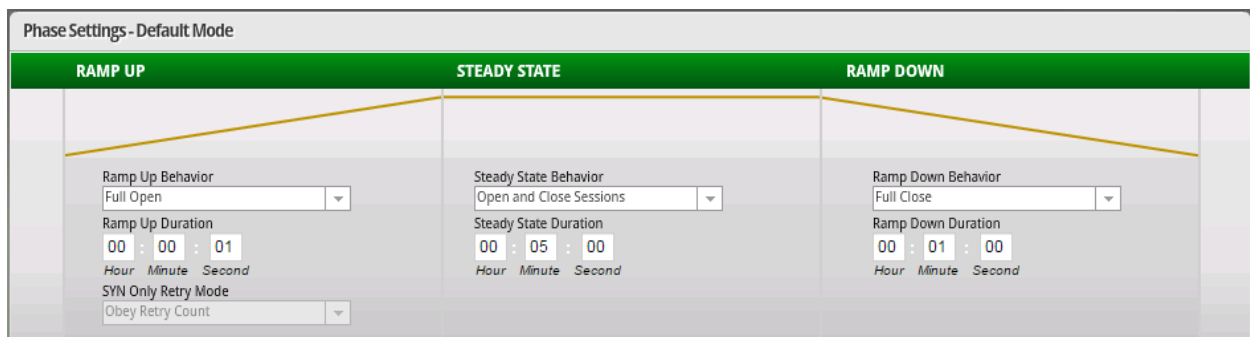 Phase Settings - Default Mode
RAMP UP STEADY STATE RAMP DOWN
Ramp Up Behavior Steady State Behavior Ramp Down Behavior
Full Open Open and Close Sessions Full Close
Ramp Up Duration Steady State Duration Ramp Down Duration
00 : 00 : 01 00 : 05 : 00 00 : 01 : 00
Hour Minute Second Hour Minute Second Hour Minute Second
SYN Only Retry Mode
Obey Retry Count